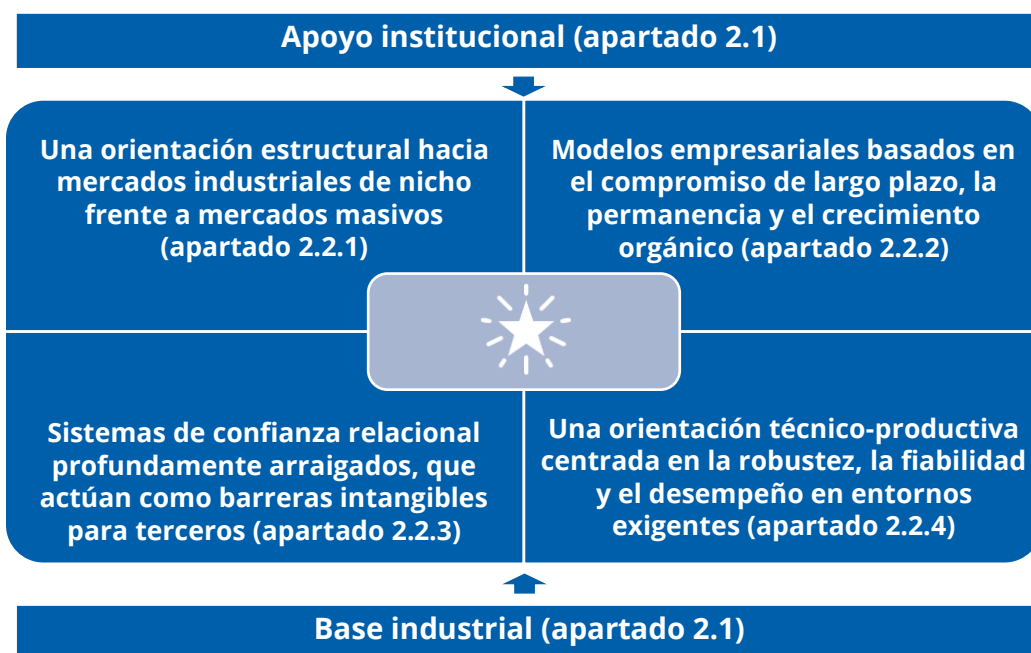 Apoyo institucional (apartado 2.1)
Una orientación estructural hacia
mercados industriales de nicho
frente a mercados masivos
(apartado 2.2.1)
Modelos empresariales basados en
el compromiso de largo plazo, la
permanencia y el crecimiento
orgánico (apartado 2.2.2)
Sistemas de confianza relacional
profundamente arraigados, que
actúan como barreras intangibles
para terceros (apartado 2.2.3)
Una orientación técnico-productiva
centrada en la robustez, la fiabilidad
y el desempeño en entornos
exigentes (apartado 2.2.4)
Base industrial (apartado 2.1)